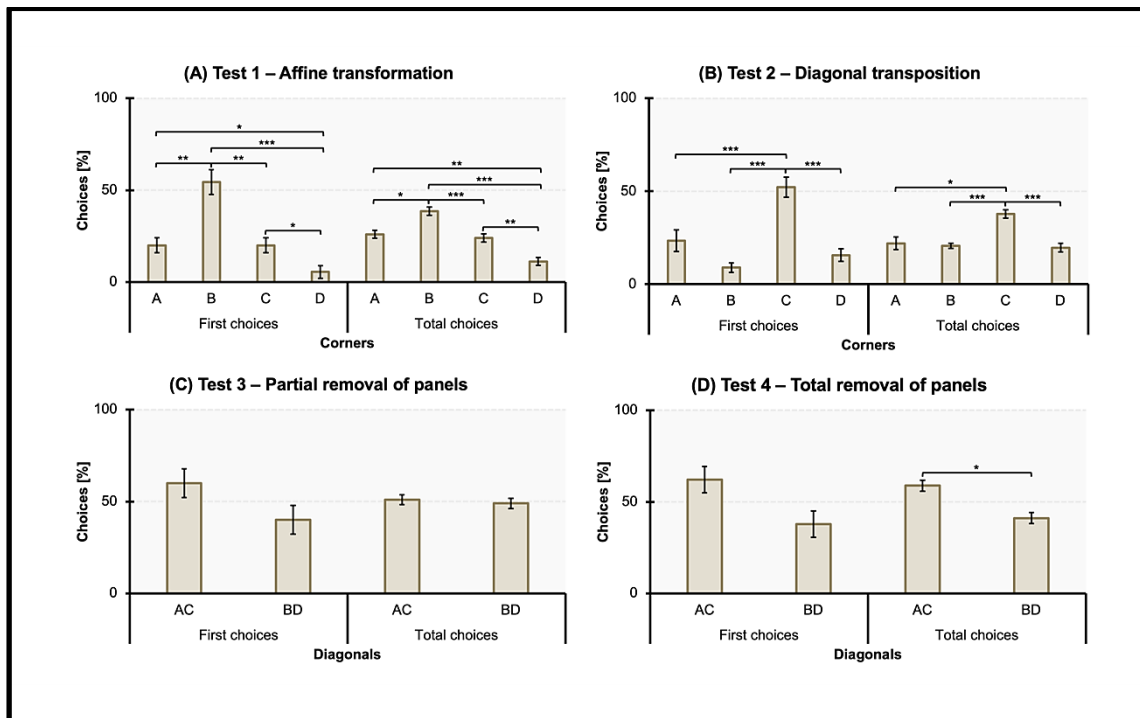 (A) Test 1 – Affine transformation
100
50
0
Choices [%]
*
***
** **
*
**
***
* ***
**
A B C D A B C D
First choices Total choices
Corners
(B) Test 2 – Diagonal transposition
100
50
0
Choices [%]
***
*** ***
*
*** ***
A B C D A B C D
First choices Total choices
Corners
(C) Test 3 – Partial removal of panels
100
50
0
Choices [%]
AC BD AC BD
First choices Total choices
Diagonals
(D) Test 4 – Total removal of panels
100
50
0
Choices [%]
*
AC BD AC BD
First choices Total choices
Diagonals